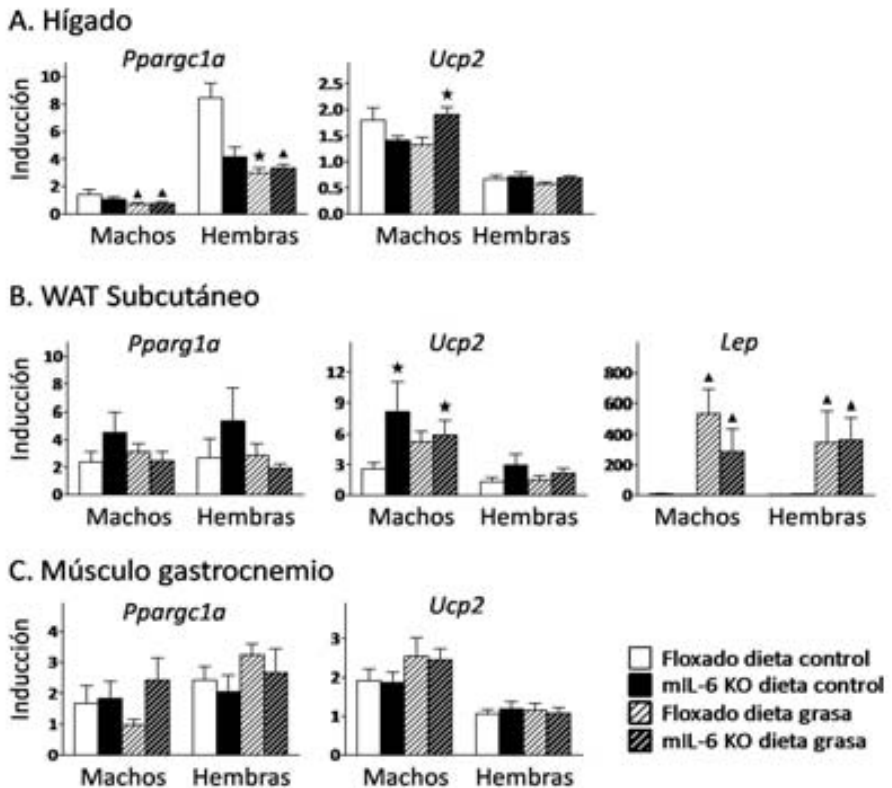 A. Hígado
Ppargc1a
Ucp2
Inducción
10
8
6
4
2
0
Machos Hembras
2.5
2.0
1.5
1.0
0.5
0.0
★
▲
▲
★
▲
Machos Hembras
B. WAT Subcutáneo
Pparg1a
Ucp2
Lep
Inducción
10
8
6
4
2
0
Machos Hembras
12
9
6
3
0
★
★
Machos Hembras
800
600
400
200
0
▲
▲
▲
▲
Machos Hembras
C. Músculo gastrocnemio
Ppargc1a
Ucp2
Inducción
4
3
2
1
0
Machos Hembras
3
2
1
0
Machos Hembras
Floxado dieta control
mIL-6 KO dieta control
Floxado dieta grasa
mIL-6 KO dieta grasa